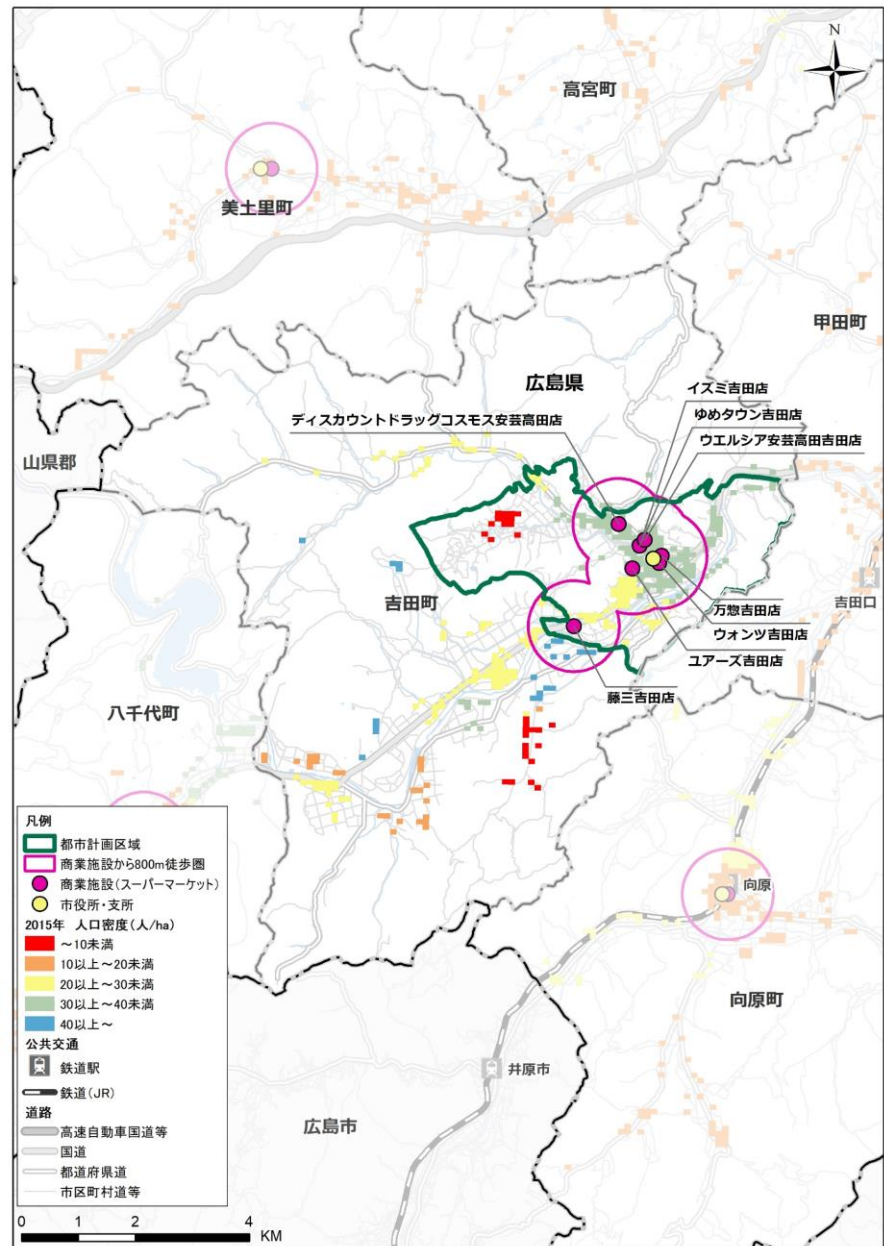 N
高宮町
美土里町
甲田町
広島県
イズミ吉田店
ゆめタウン吉田店
ディスカウントドラッグコスモス安芸高田店
ウエルシア安芸高田吉田店
山県郡
吉田町
万惣吉田店
吉田口
ウォンツ吉田店
ユアーズ吉田店
藤三吉田店
八千代町
向原
向原町
井原市
広島市
凡例
都市計画区域
商業施設から800m徒歩圏
商業施設(スーパーマーケット)
市役所・支所
2015年 人口密度(人/ha)
～10未満
10以上～20未満
20以上～30未満
30以上～40未満
40以上～
公共交通
鉄道駅
鉄道(JR)
道路
高速自動車国道等
国道
都道府県道
市区町村道等
0 1 2 4
KM